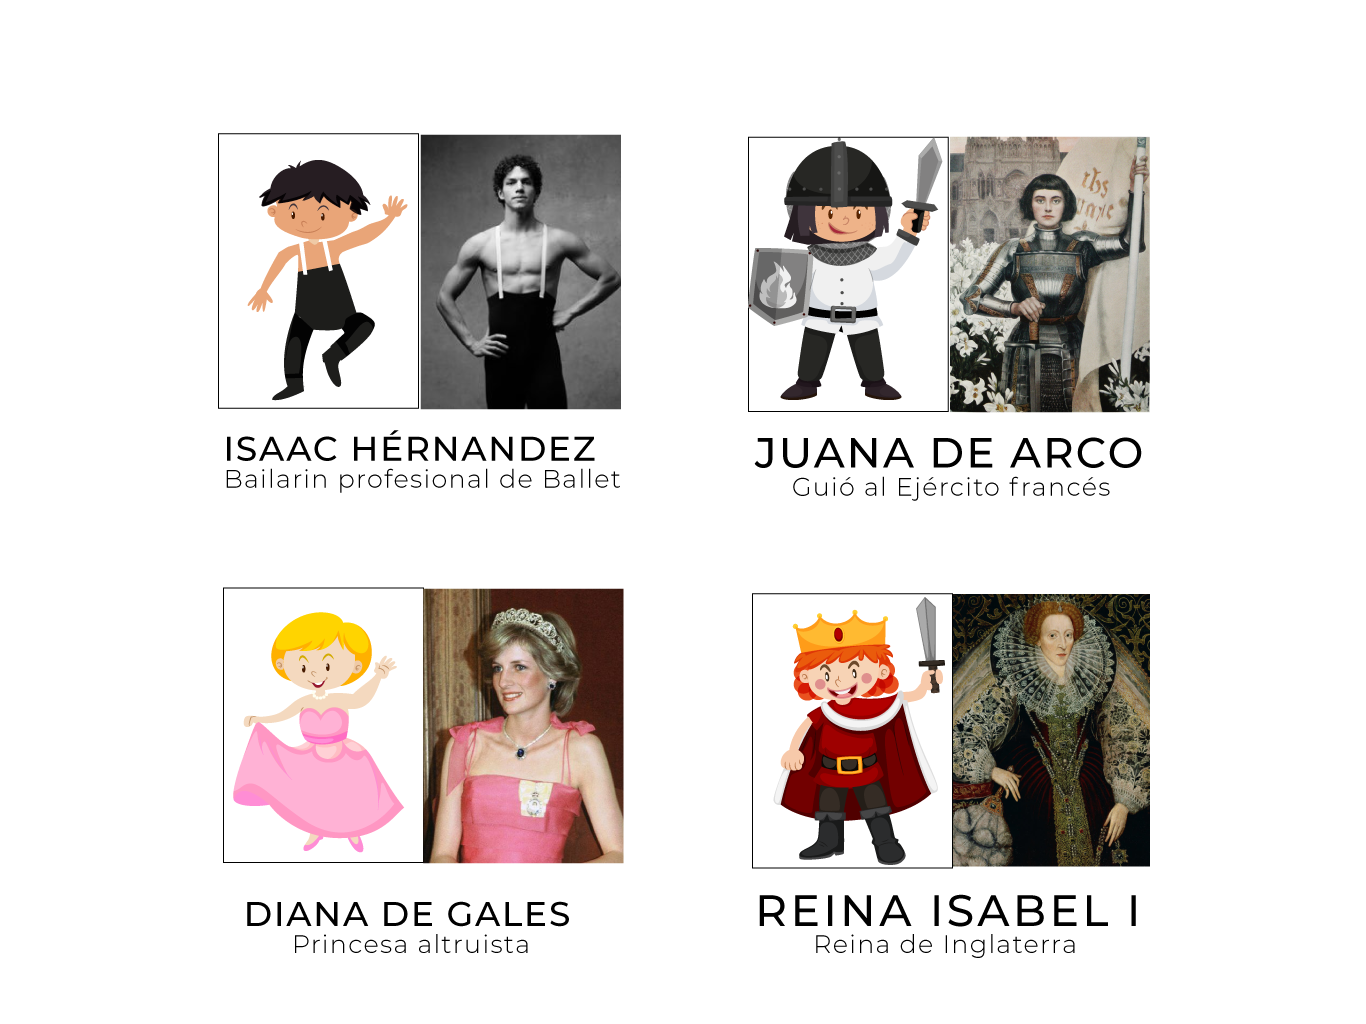 ISAAC HÉRNANDEZ
Bailarin profesional de Ballet
JUANA DE ARCO
Guió al Ejército francés
DIANA DE GALES
Princesa altruista
REINA ISABEL I
Reina de Inglaterra